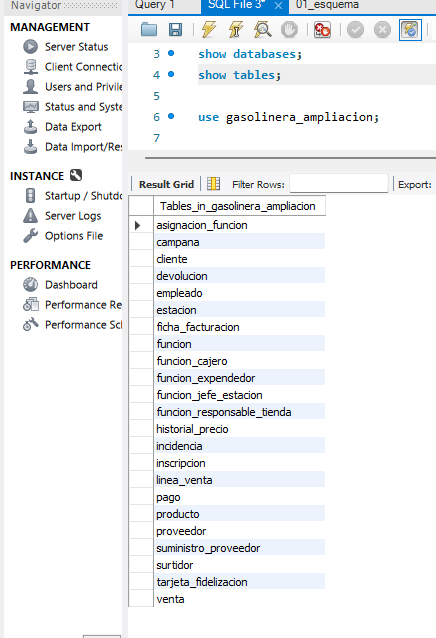 Navigator
Query 1
SQL File 3*
01_esquema
MANAGEMENT
Server Status
Client Connectio
Users and Privile
Status and Syste
Data Export
Data Import/Res
INSTANCE
Startup / Shutdo
Server Logs
Options File
PERFORMANCE
Dashboard
Performance Re
Performance Sch
3 show databases;
4 show tables;
5
6 use gasolinera_ampliacion;
7
Result Grid
Filter Rows:
Export:
Tables_in_gasolinera_ampliacion
asignacion_funcion
campana
cliente
devolucion
empleado
estacion
ficha_facturacion
funcion
funcion_cajero
funcion_expendedor
funcion_jefe_estacion
funcion_responsable_tienda
historial_precio
incidencia
inscripcion
linea_venta
pago
producto
proveedor
suministro_proveedor
surtidor
tarjeta_fidelizacion
venta